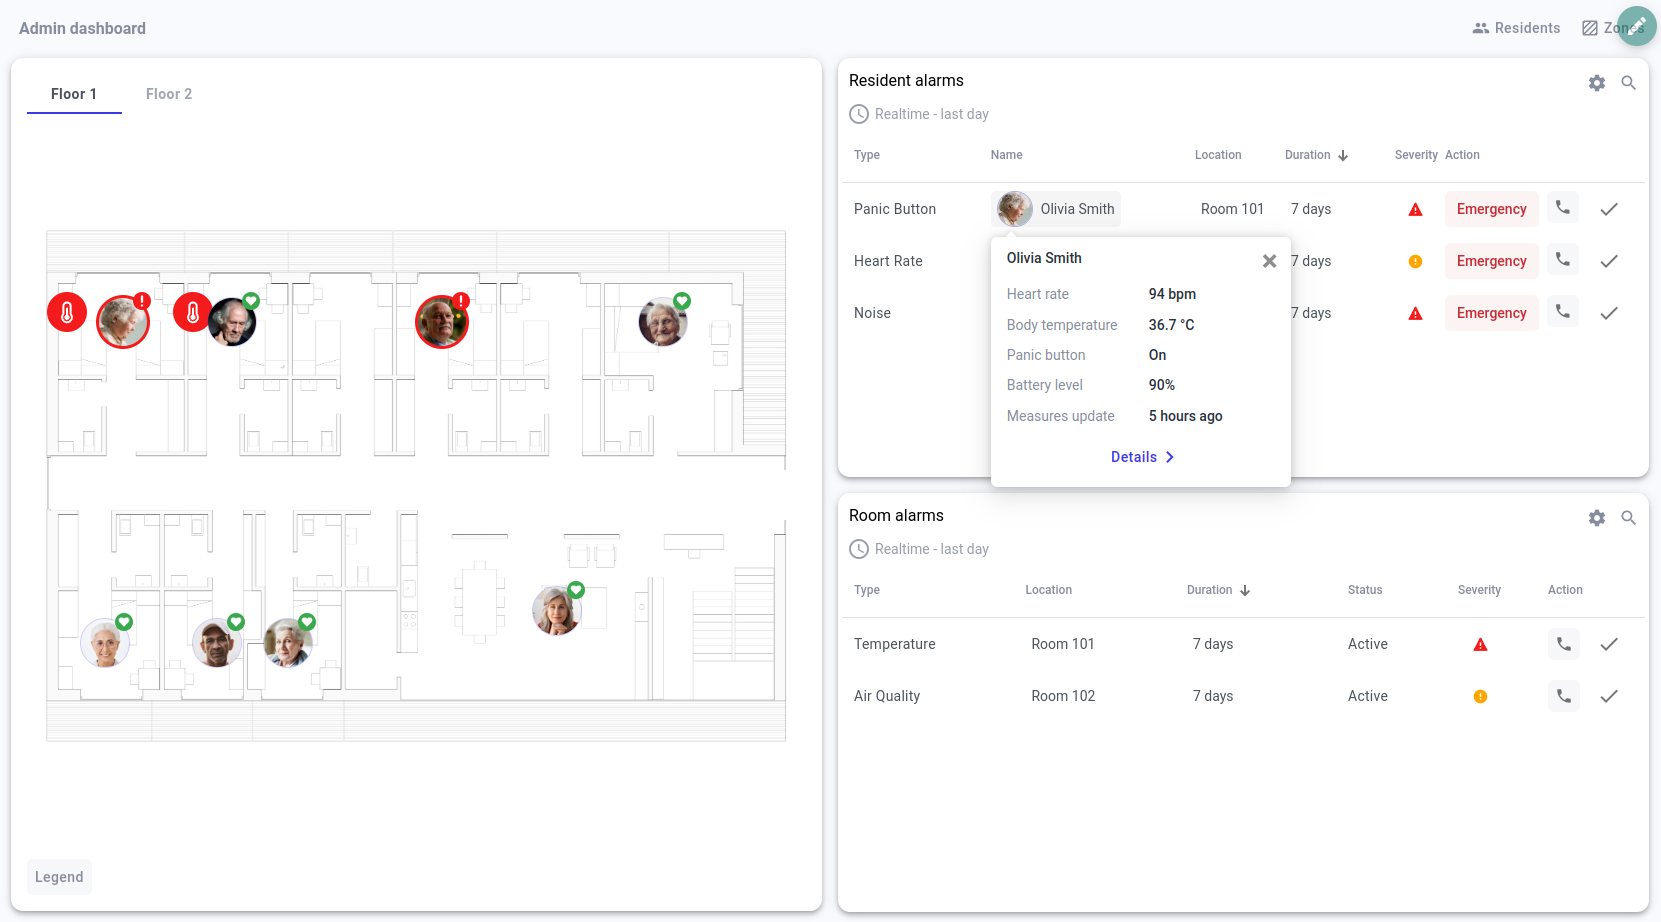 Admin dashboard
Residents
Zones
Floor 1
Floor 2
Legend
Resident alarms
Realtime - last day
Type Name Location Duration Severity Action
Panic Button Olivia Smith Room 101 7 days Emergency
Heart Rate 7 days Emergency
Noise 7 days Emergency
Olivia Smith
Heart rate 94 bpm
Body temperature 36.7 °C
Panic button On
Battery level 90%
Measures update 5 hours ago
Details
Room alarms
Realtime - last day
Type Location Duration Status Severity Action
Temperature Room 101 7 days Active
Air Quality Room 102 7 days Active